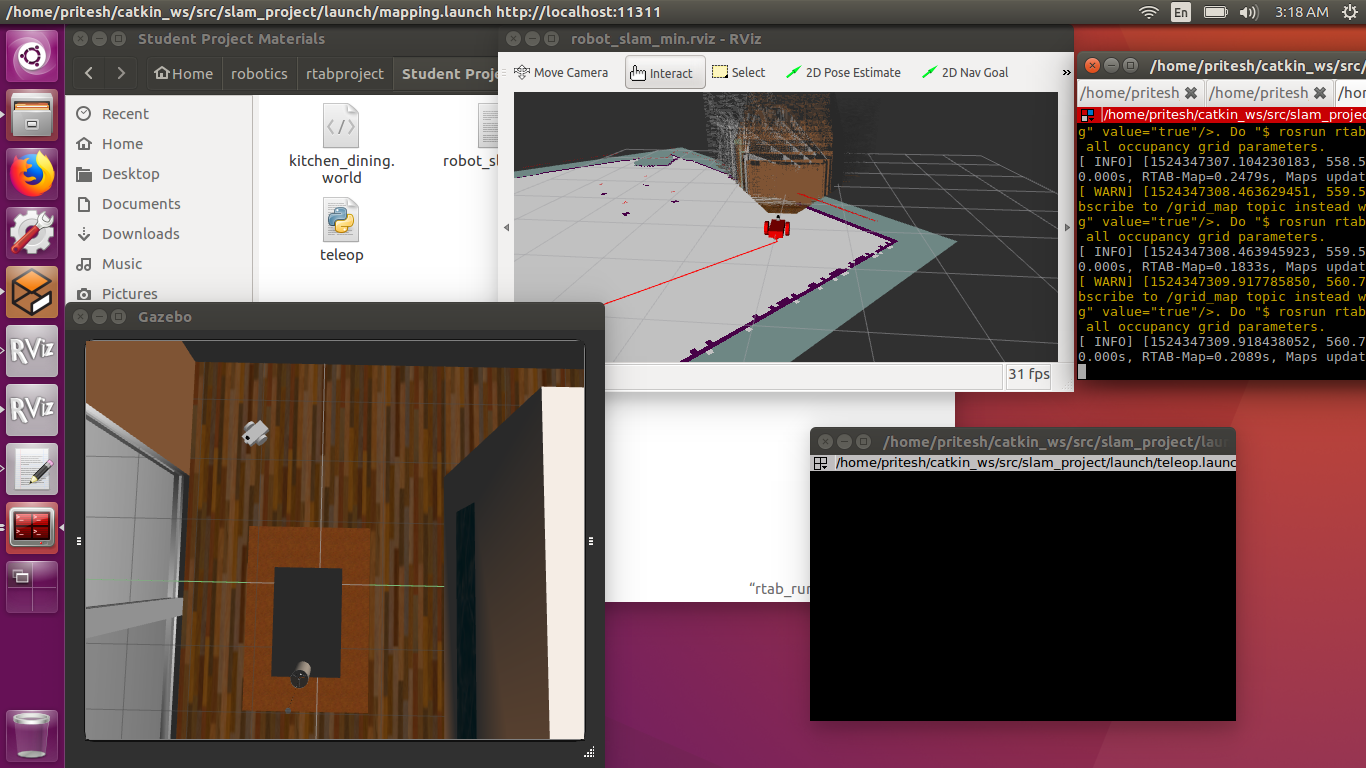 /home/pritesh/catkin_ws/src/slam_project/launch/mapping.launch http://localhost:11311
En
3:18 AM
Student Project Materials
Home
robotics
rtabproject
Student Proje
Recent
Home
Desktop
Documents
Downloads
Music
Pictures
kitchen_dining.
world
robot_sl
teleop
"rtab_run
robot_slam_min.rviz - RViz
Move Camera
Interact
Select
2D Pose Estimate
2D Nav Goal
»
31 fps
/home/pritesh/catkin_ws/src/
/home/pritesh
/home/pritesh
/ho
/home/pritesh/catkin_ws/src/slam_projec
g" value="true"/>. Do "$ rosrun rtab
all occupancy grid parameters.
[ INFO] [1524347307.104230183, 558.5
0.000s, RTAB-Map=0.2479s, Maps updat
[ WARN] [1524347308.463629451, 559.5
bscribe to /grid_map topic instead w
g" value="true"/>. Do "$ rosrun rtab
all occupancy grid parameters.
[ INFO] [1524347308.463945923, 559.5
0.000s, RTAB-Map=0.1833s, Maps updat
[ WARN] [1524347309.917785850, 560.7
bscribe to /grid_map topic instead w
g" value="true"/>. Do "$ rosrun rtab
all occupancy grid parameters.
[ INFO] [1524347309.918438052, 560.7
0.000s, RTAB-Map=0.2089s, Maps updat
Gazebo
/home/pritesh/catkin_ws/src/slam_project/laun
/home/pritesh/catkin_ws/src/slam_project/launch/teleop.launc
RViz
RViz